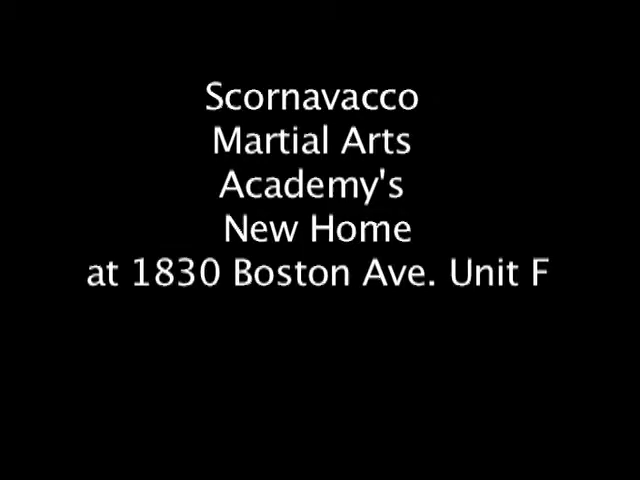 Scornavacco
Martial Arts
Academy's
New Home
at 1830 Boston Ave. Unit F